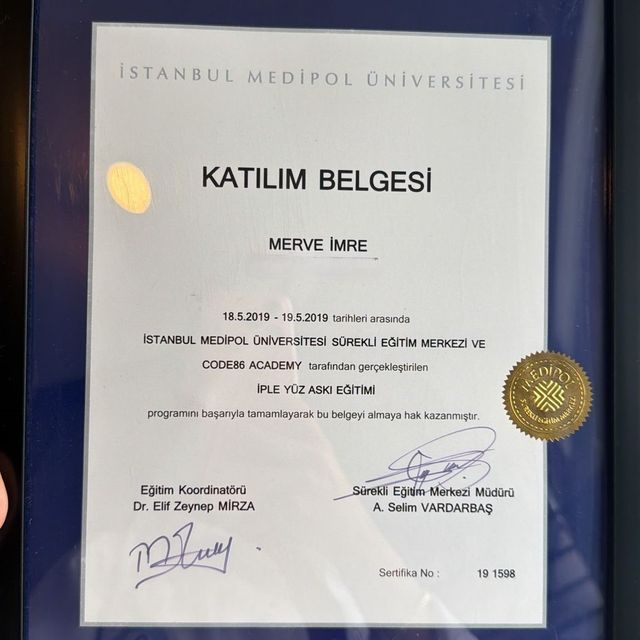 İSTANBUL MEDİPOL ÜNİVERSİTESİ
KATILIM BELGESİ
MERVE İMRE
18.5.2019 - 19.5.2019 tarihleri arasında
İSTANBUL MEDİPOL ÜNİVERSİTESİ SÜREKLİ EĞİTİM MERKEZİ VE
CODE86 ACADEMY tarafından gerçekleştirilen
İPLE YÜZ ASKI EĞİTİMİ
programını başarıyla tamamlayarak bu belgeyi almaya hak kazanmıştır.
MEDİPOL
Eğitim Koordinatörü
Dr. Elif Zeynep MİRZA
Sürekli Eğitim Merkezi Müdürü
A. Selim VARDARBAŞ
Sertifika No : 19 1598